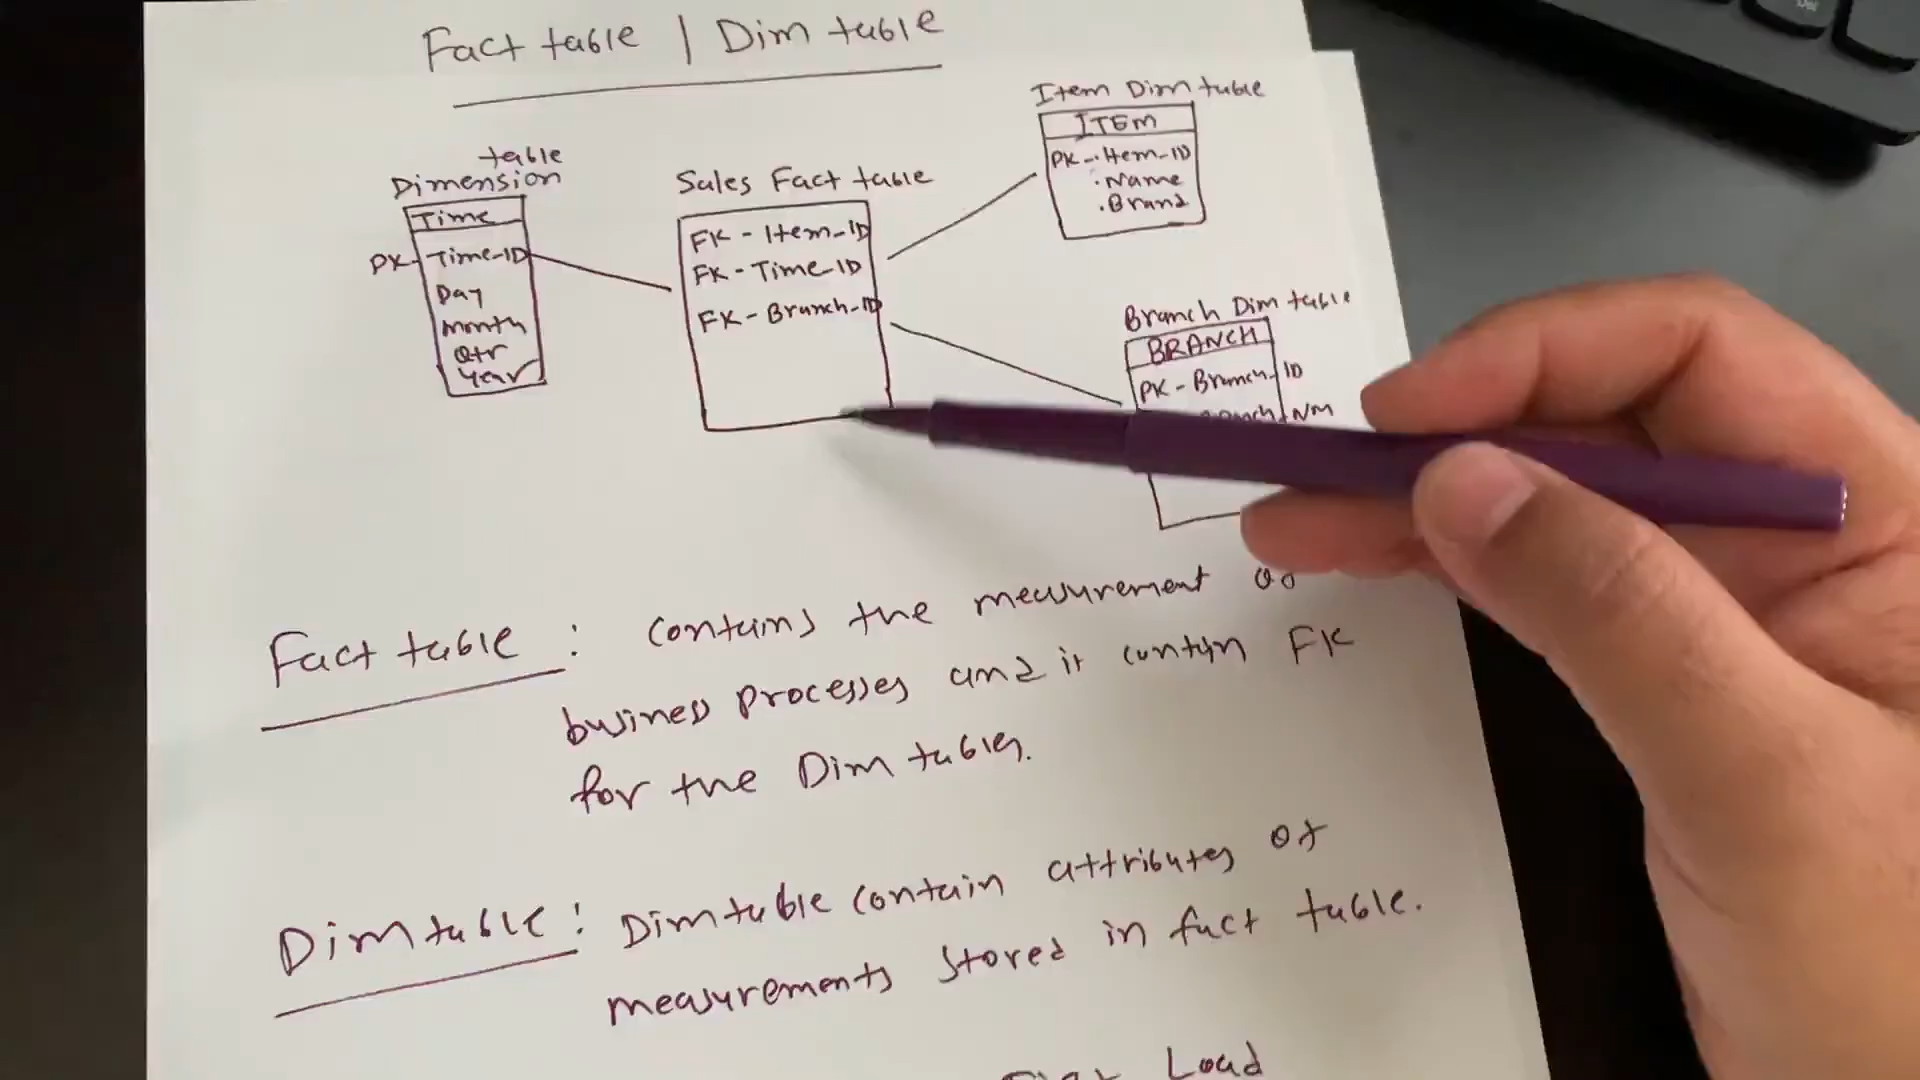 Fact table | Dim table
table
Dimension
Time
PK- Time-ID
Day
month
Qtr
Year
Sales Fact table
FK - Item-ID
FK - Time-ID
FK - Branch-ID
Item Dim table
ITEM
PK - Item-ID
. Name
. Brand
Branch Dim table
BRANCH
PK - Branch-ID
NM
Fact table : contains the measurement
business processes and it contain FK
for the Dim tables.
Dim table : Dim table contain attributes of
measurements stored in fact table.
Load